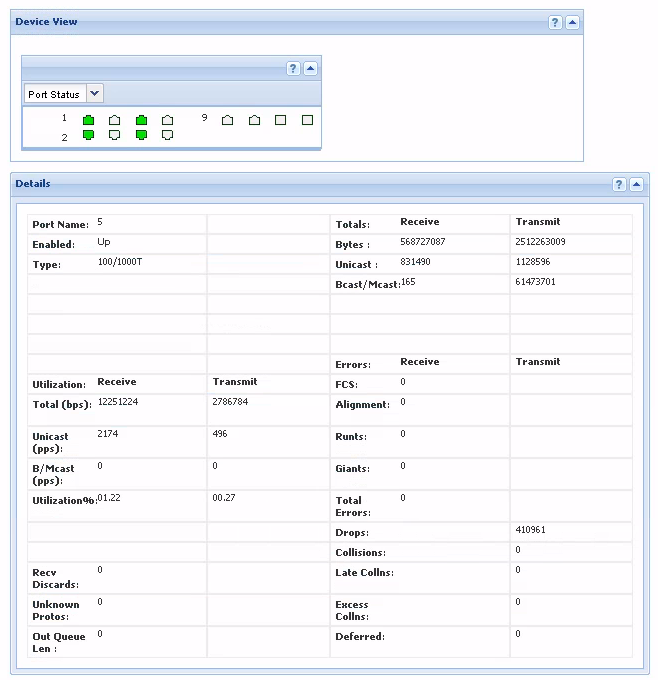 Device View ?
?
Port Status
1 9
2
Details ?
Port Name: 5 Totals: Receive Transmit
Enabled: Up Bytes : 568727087 2512263009
Type: 100/1000T Unicast : 831490 1128596
Bcast/Mcast: 165 61473701
Errors: Receive Transmit
Utilization: Receive Transmit FCS: 0
Total (bps): 12251224 2786784 Alignment: 0
Unicast 2174 496 Runts: 0
(pps):
B/Mcast 0 0 Giants: 0
(pps):
Utilization%: 01.22 00.27 Total 0
Errors:
Drops: 410961
Collisions: 0
Recv 0 Late Collns: 0
Discards:
Unknown 0 Excess 0
Protos: Collns:
Out Queue 0 Deferred: 0
Len :